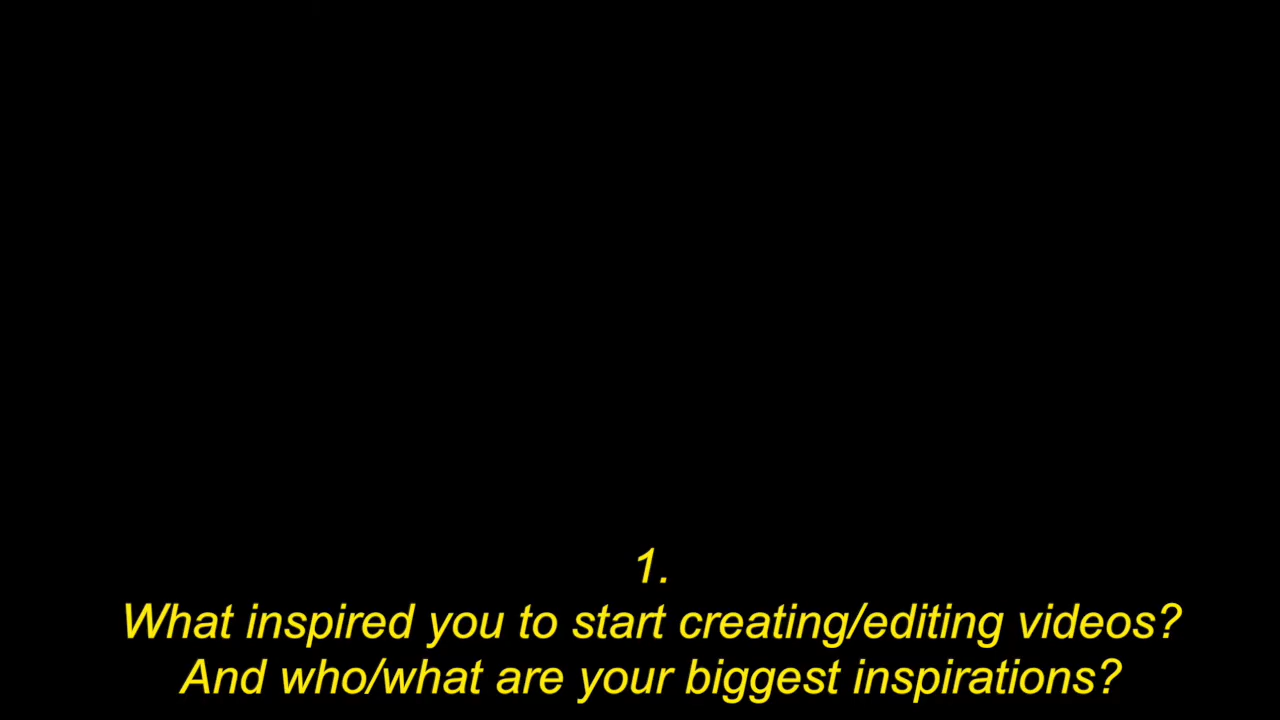 1.
What inspired you to start creating/editing videos?
And who/what are your biggest inspirations?